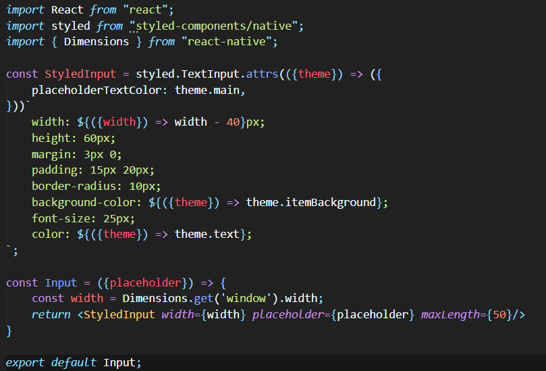 import React from "react";
import styled from "styled-components/native";
import { Dimensions } from "react-native";
const StyledInput = styled.TextInput.attrs(({theme}) => ({
    placeholderTextColor: theme.main,
}))`
    width: ${({width}) => width - 40}px;
    height: 60px;
    margin: 3px 0;
    padding: 15px 20px;
    border-radius: 10px;
    background-color: ${({theme}) => theme.itemBackground};
    font-size: 25px;
    color: ${({theme}) => theme.text};
`;
const Input = ({placeholder}) => {
    const width = Dimensions.get('window').width;
    return <StyledInput width={width} placeholder={placeholder} maxLength={50}/>
}
export default Input;